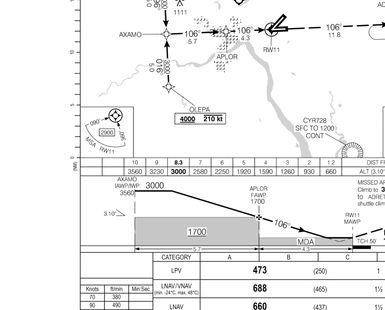 1111
AXAMO
106°
5.7
106°
4.3
RW11
106°
11.8
APLOR
5.0
3000
OLEPA
4000 210 kt
090°
2900
MSA RW11
CYR728
SFC TO 1200
CONT
(NM)
10 9 8.3 7 6 5 4 3 2 1 DIST F
3560 3230 3000 2580 2250 1920 1590 1260 930 660 ALT (3.10°
AXAMO
IAWP/IWP
3560
3000
3.10°
APLOR
FAWP
1700
106°
RW11
MAWP
TCH 50'
MISSED AP
Climb to 3
to ADRET
shuttle clim
1700
MDA
5.7 4.3
CATEGORY A B C
LPV 473 (250) 1
LNAV/VNAV
(min. -24°C, max. 48°C) 688 (465) 1½
LNAV 660 (437) 1½
Knots ft/min Min:Sec
70 380
90 490